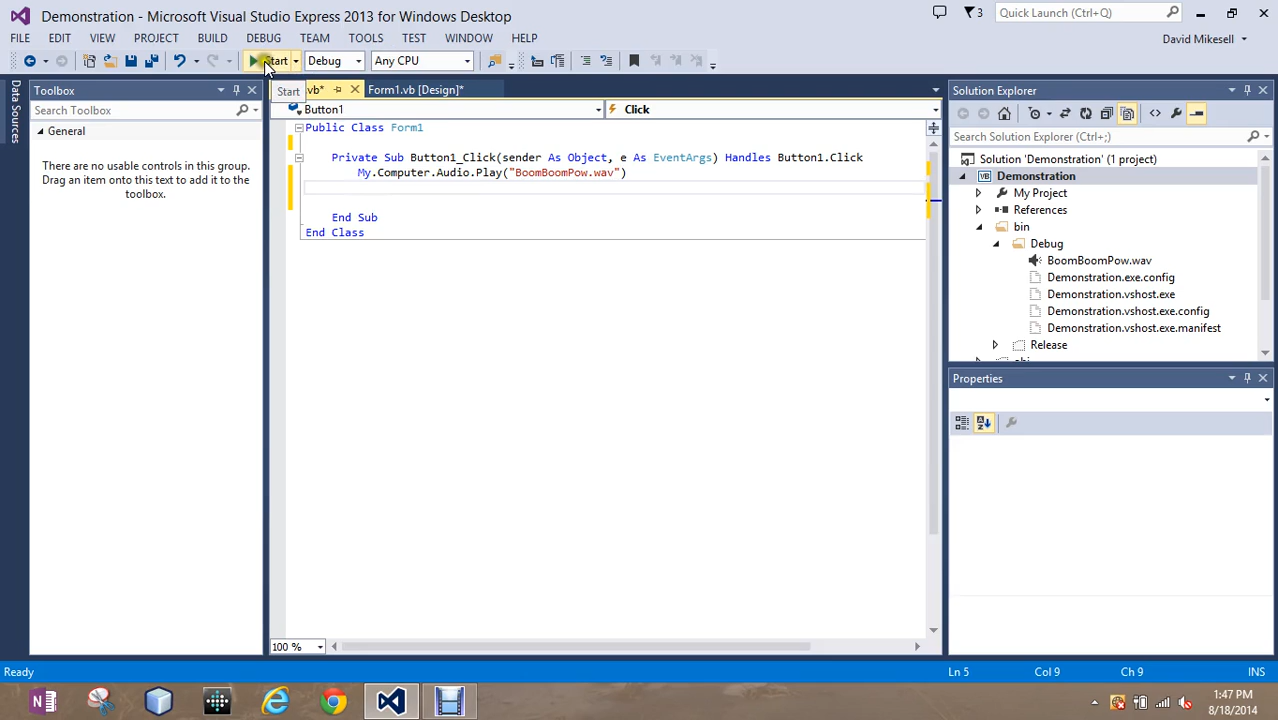 Demonstration - Microsoft Visual Studio Express 2013 for Windows Desktop
3
Quick Launch (Ctrl+Q)
FILE EDIT VIEW PROJECT BUILD DEBUG TEAM TOOLS TEST WINDOW HELP
David Mikesell
Start Debug Any CPU
Start
Data Sources
Toolbox
Search Toolbox
General
There are no usable controls in this group.
Drag an item onto this text to add it to the
toolbox.
.vb* Form1.vb [Design]*
Button1 Click
Public Class Form1
Private Sub Button1_Click(sender As Object, e As EventArgs) Handles Button1.Click
My.Computer.Audio.Play("BoomBoomPow.wav")
End Sub
End Class
100 %
Solution Explorer
Search Solution Explorer (Ctrl+;)
Solution 'Demonstration' (1 project)
VB Demonstration
My Project
References
bin
Debug
BoomBoomPow.wav
Demonstration.exe.config
Demonstration.vshost.exe
Demonstration.vshost.exe.config
Demonstration.vshost.exe.manifest
Release
Properties
Ready
Ln 5 Col 9 Ch 9 INS
1:47 PM
8/18/2014